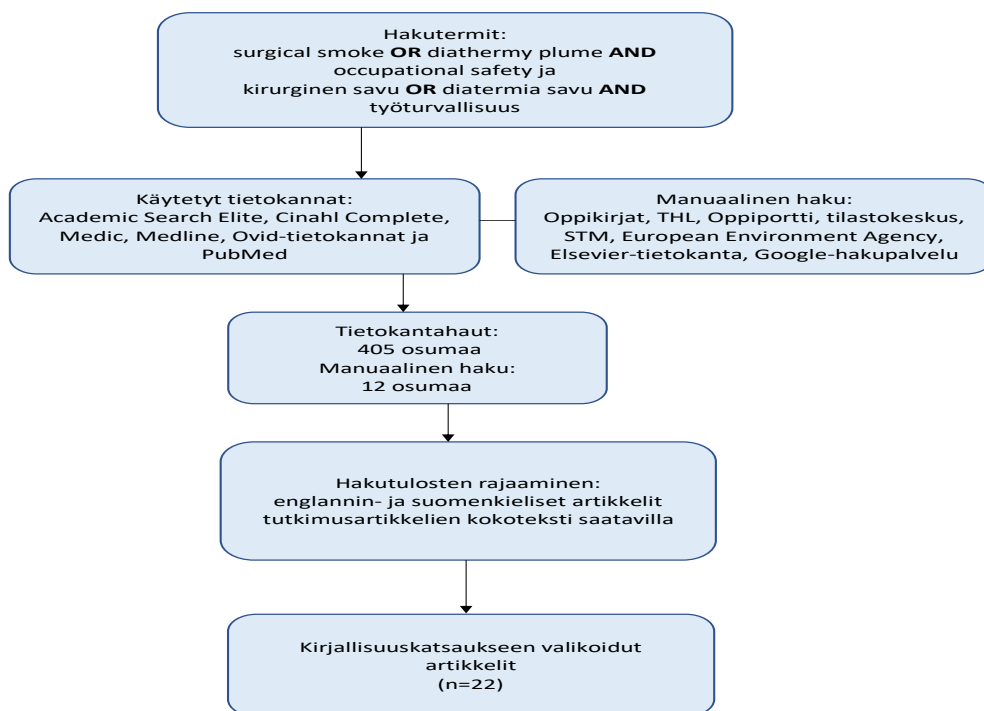 Hakutermit:
surgical smoke OR diathermy plume AND
occupational safety ja
kirurginen savu OR diatermia savu AND
työturvallisuus
Käytetyt tietokannat:
Academic Search Elite, Cinahl Complete,
Medic, Medline, Ovid-tietokannat ja
PubMed
Manuaalinen haku:
Oppikirjat, THL, Oppiportti, tilastokeskus,
STM, European Environment Agency,
Elsevier-tietokanta, Google-hakupalvelu
Tietokantahaut:
405 osumaa
Manuaalinen haku:
12 osumaa
Hakutulosten rajaaminen:
englannin- ja suomenkieliset artikkelit
tutkimusartikkelien kokoteksti saatavilla
Kirjallisuuskatsaukseen valikoidut
artikkelit
(n=22)